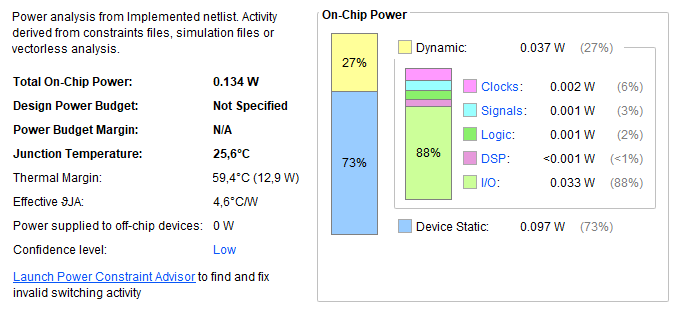 Power analysis from Implemented netlist. Activity
derived from constraints files, simulation files or
vectorless analysis.
Total On-Chip Power: 0.134 W
Design Power Budget: Not Specified
Power Budget Margin: N/A
Junction Temperature: 25,6°C
Thermal Margin: 59,4°C (12,9 W)
Effective ϑJA: 4,6°C/W
Power supplied to off-chip devices: 0 W
Confidence level: Low
Launch Power Constraint Advisor to find and fix
invalid switching activity
On-Chip Power
27%
73%
Dynamic: 0.037 W (27%)
88%
Clocks: 0.002 W (6%)
Signals: 0.001 W (3%)
Logic: 0.001 W (2%)
DSP: <0.001 W (<1%)
I/O: 0.033 W (88%)
Device Static: 0.097 W (73%)